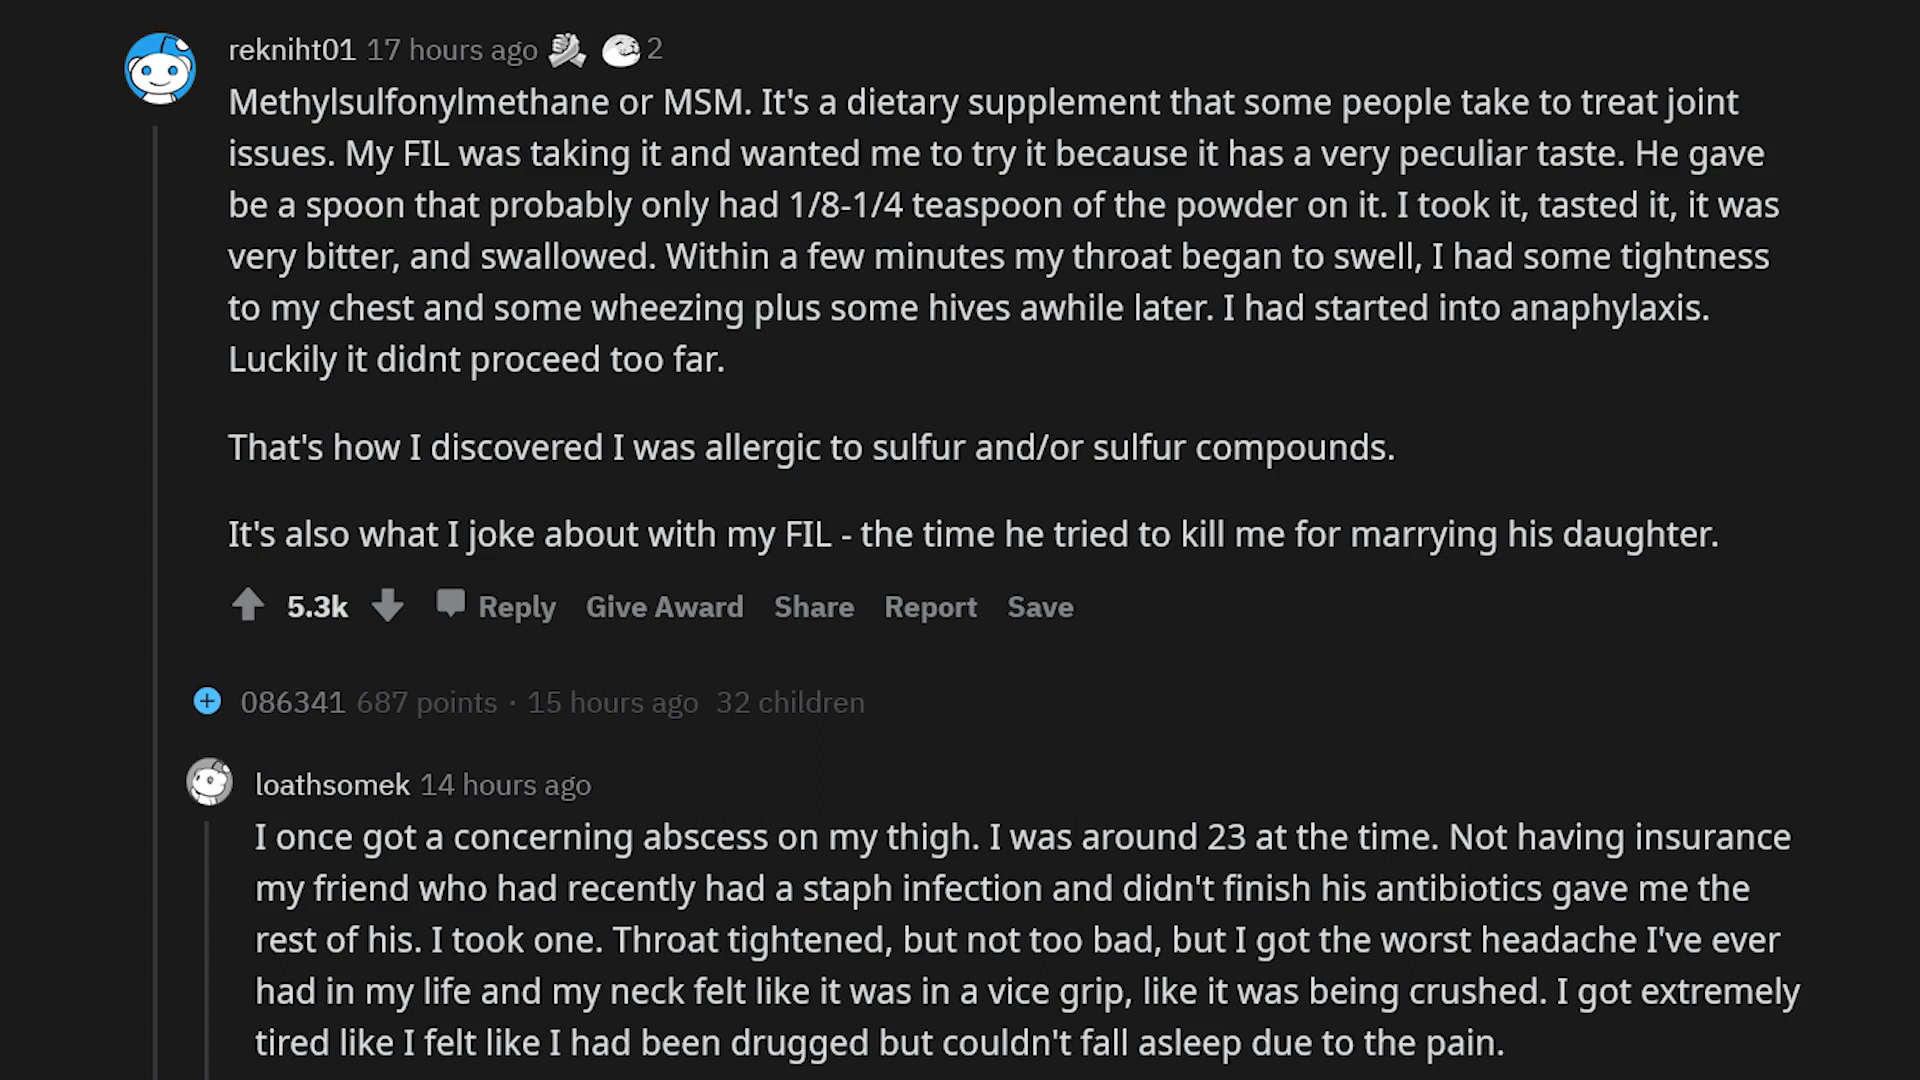 rekniht01 17 hours ago 2
Methylsulfonylmethane or MSM. It's a dietary supplement that some people take to treat joint
issues. My FIL was taking it and wanted me to try it because it has a very peculiar taste. He gave
be a spoon that probably only had 1/8-1/4 teaspoon of the powder on it. I took it, tasted it, it was
very bitter, and swallowed. Within a few minutes my throat began to swell, I had some tightness
to my chest and some wheezing plus some hives awhile later. I had started into anaphylaxis.
Luckily it didnt proceed too far.
That's how I discovered I was allergic to sulfur and/or sulfur compounds.
It's also what I joke about with my FIL - the time he tried to kill me for marrying his daughter.
5.3k Reply Give Award Share Report Save
086341 687 points · 15 hours ago 32 children
loathsomek 14 hours ago
I once got a concerning abscess on my thigh. I was around 23 at the time. Not having insurance
my friend who had recently had a staph infection and didn't finish his antibiotics gave me the
rest of his. I took one. Throat tightened, but not too bad, but I got the worst headache I've ever
had in my life and my neck felt like it was in a vice grip, like it was being crushed. I got extremely
tired like I felt like I had been drugged but couldn't fall asleep due to the pain.